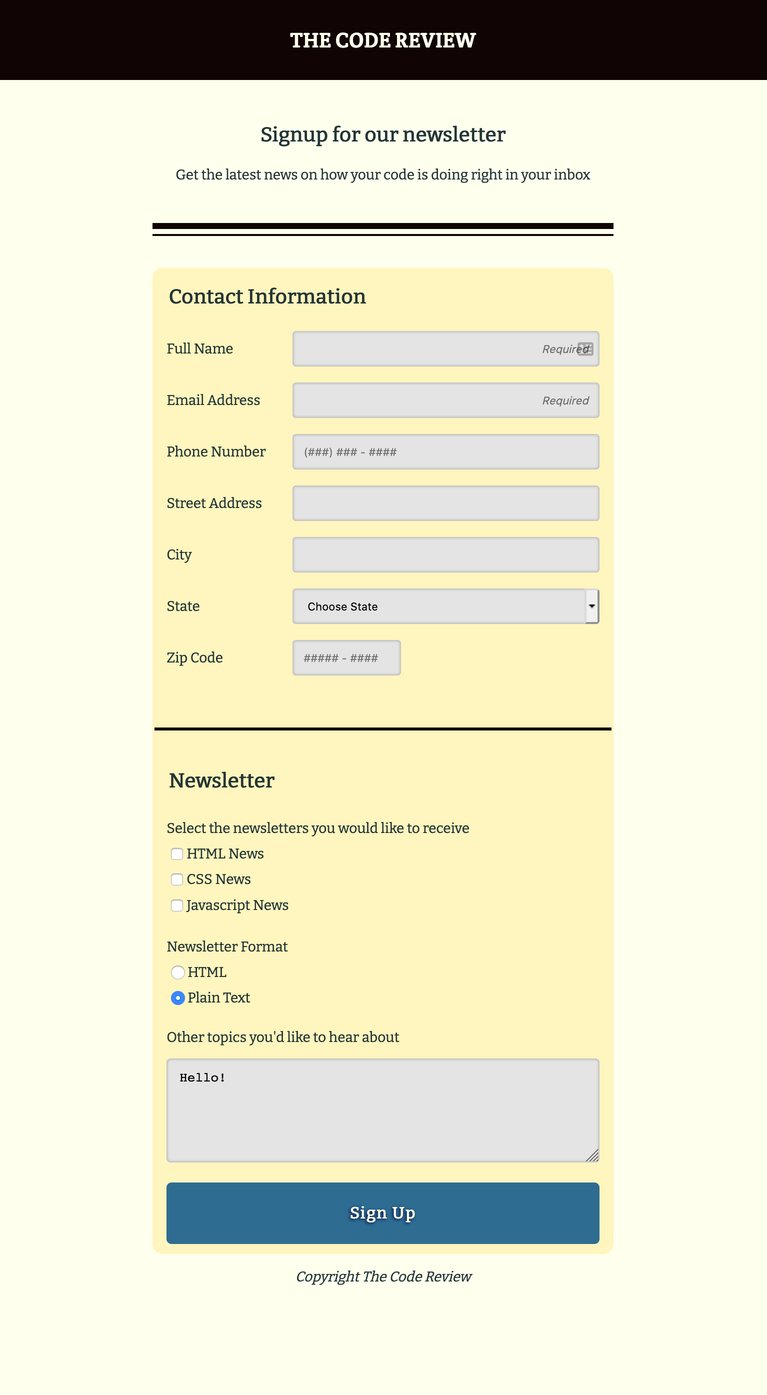 THE CODE REVIEW
Signup for our newsletter
Get the latest news on how your code is doing right in your inbox
Contact Information
Full Name Required
Email Address Required
Phone Number (###) ### - ####
Street Address
City
State Choose State
Zip Code ##### - ####
Newsletter
Select the newsletters you would like to receive
HTML News
CSS News
Javascript News
Newsletter Format
HTML
Plain Text
Other topics you'd like to hear about
Hello!
Sign Up
Copyright The Code Review